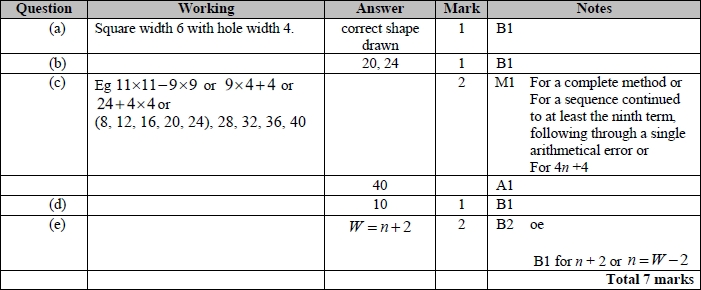 Question Working Answer Mark Notes
(a) Square width 6 with hole width 4. correct shape 1 B1
drawn
(b) 20, 24 1 B1
(c) Eg 11×11−9×9 or 9×4+4 or 2 M1 For a complete method or
24+4×4 or For a sequence continued
(8, 12, 16, 20, 24), 28, 32, 36, 40 to at least the ninth term,
following through a single
arithmetical error or
For 4n +4
40 A1
(d) 10 1 B1
(e) W = n+2 2 B2 oe
B1 for n + 2 or n = W − 2
Total 7 marks